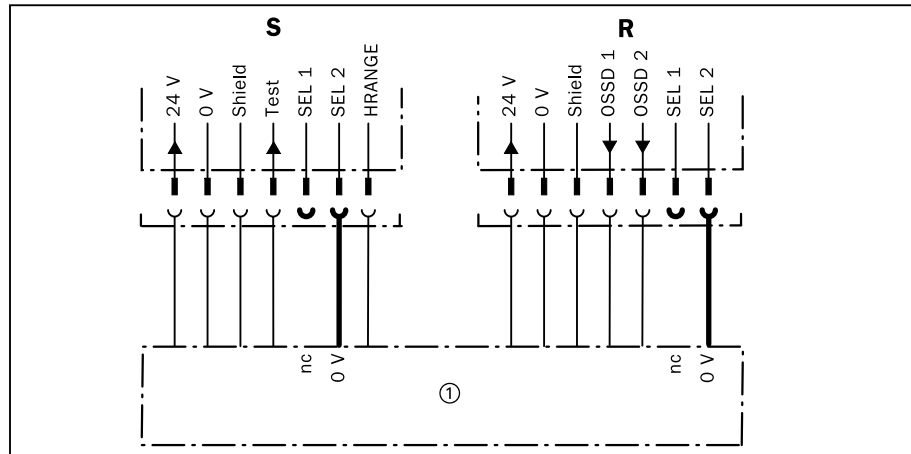 S
R
24 V
0 V
Shield
Test
SEL 1
SEL 2
HRANGE
24 V
0 V
Shield
OSSD 1
OSSD 2
SEL 1
SEL 2
nc
0 V
nc
0 V
①